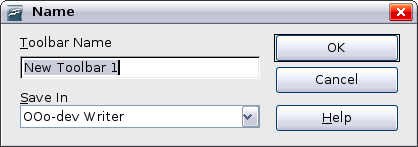 Name
Toolbar Name
OK
New Toolbar 1
Cancel
Save In
OOo-dev Writer
Help